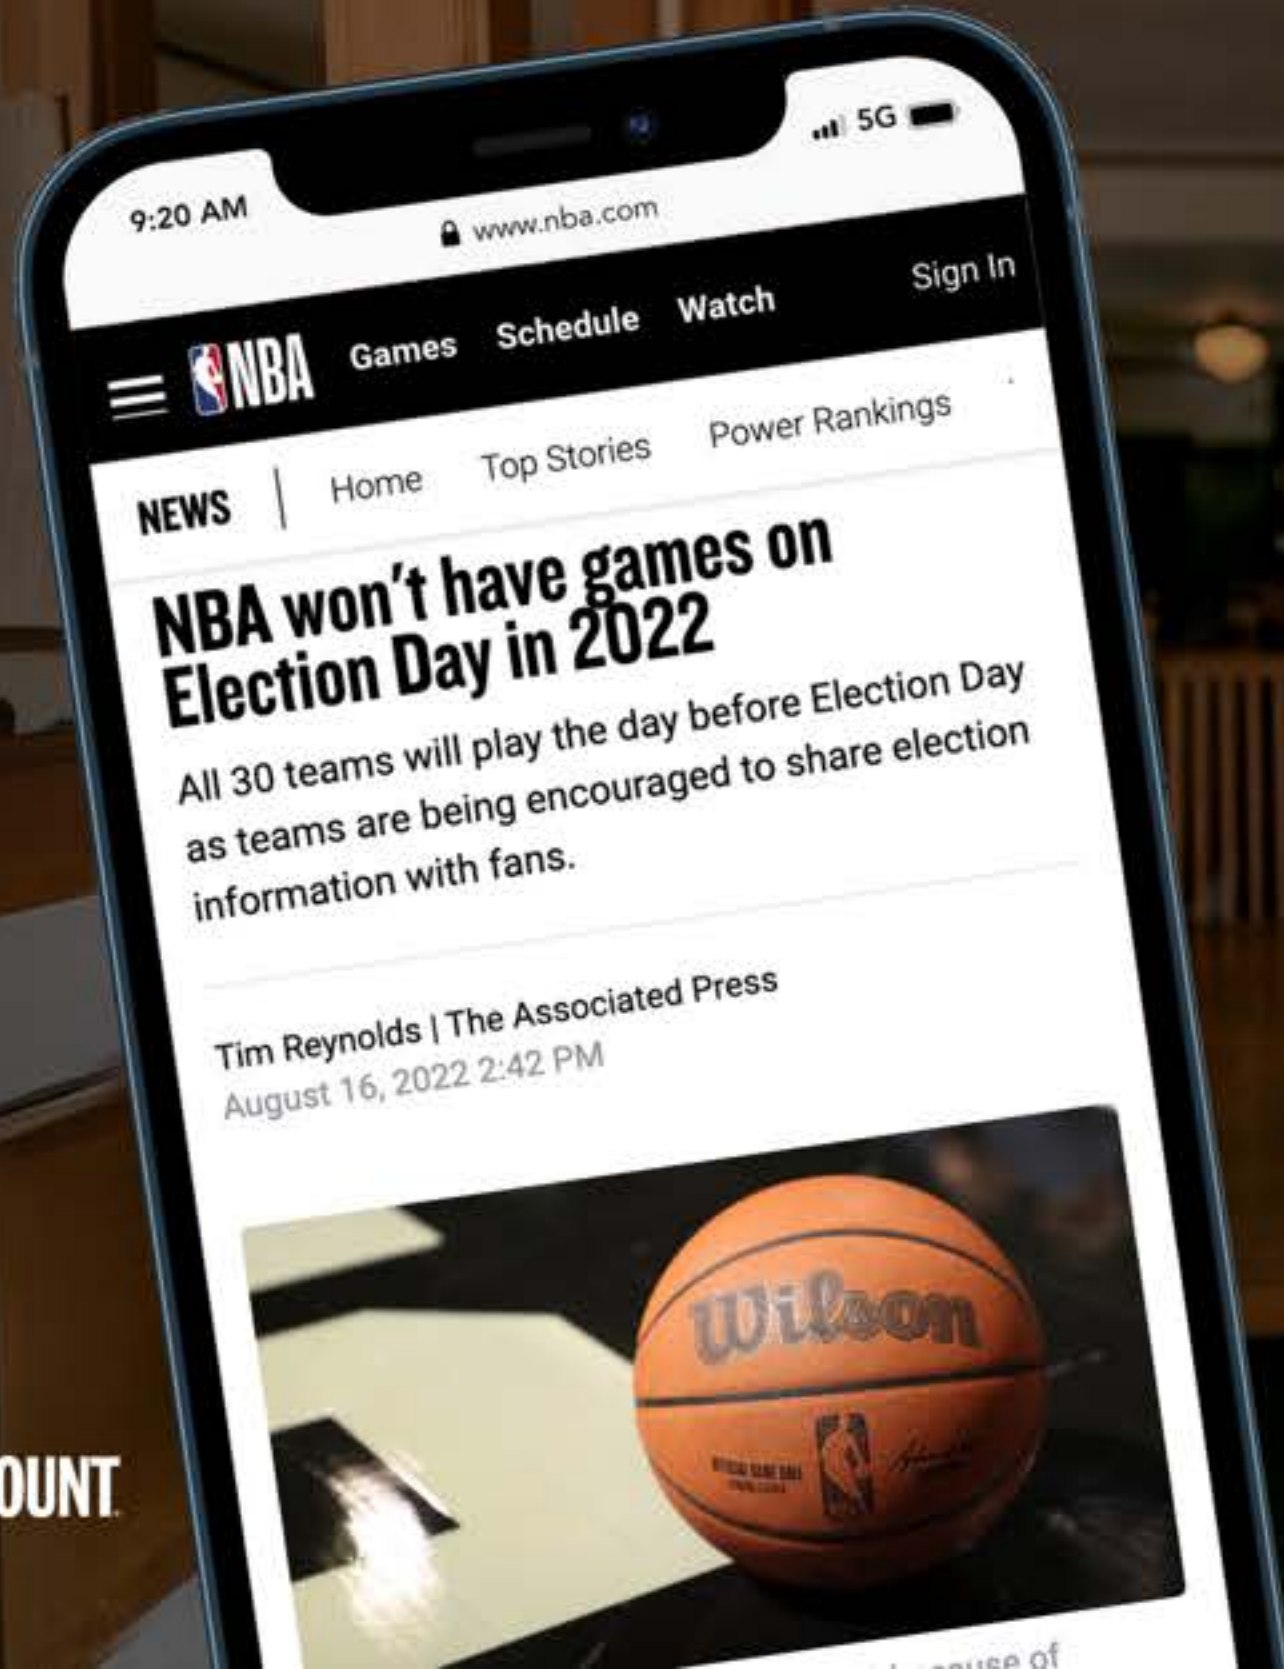 9:20 AM
5G
www.nba.com
NBA Games Schedule Watch Sign In
NEWS | Home Top Stories Power Rankings
NBA won't have games on
Election Day in 2022
All 30 teams will play the day before Election Day
as teams are being encouraged to share election
information with fans.
Tim Reynolds | The Associated Press
August 16, 2022 2:42 PM
Wilson
OUNT
of